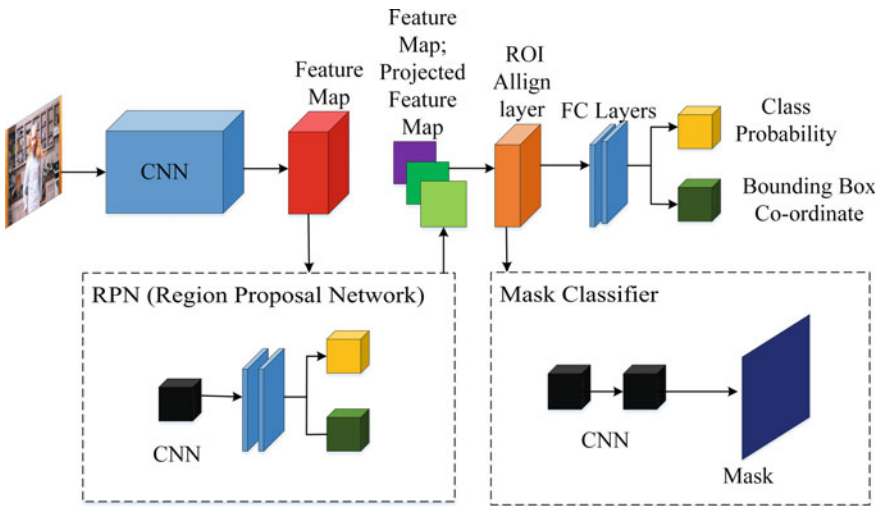 Feature
Map
CNN
Feature
Map;
Projected
Feature
Map
ROI
Allign
layer
FC Layers
Class
Probability
Bounding Box
Co-ordinate
RPN (Region Proposal Network)
CNN
Mask Classifier
CNN
Mask